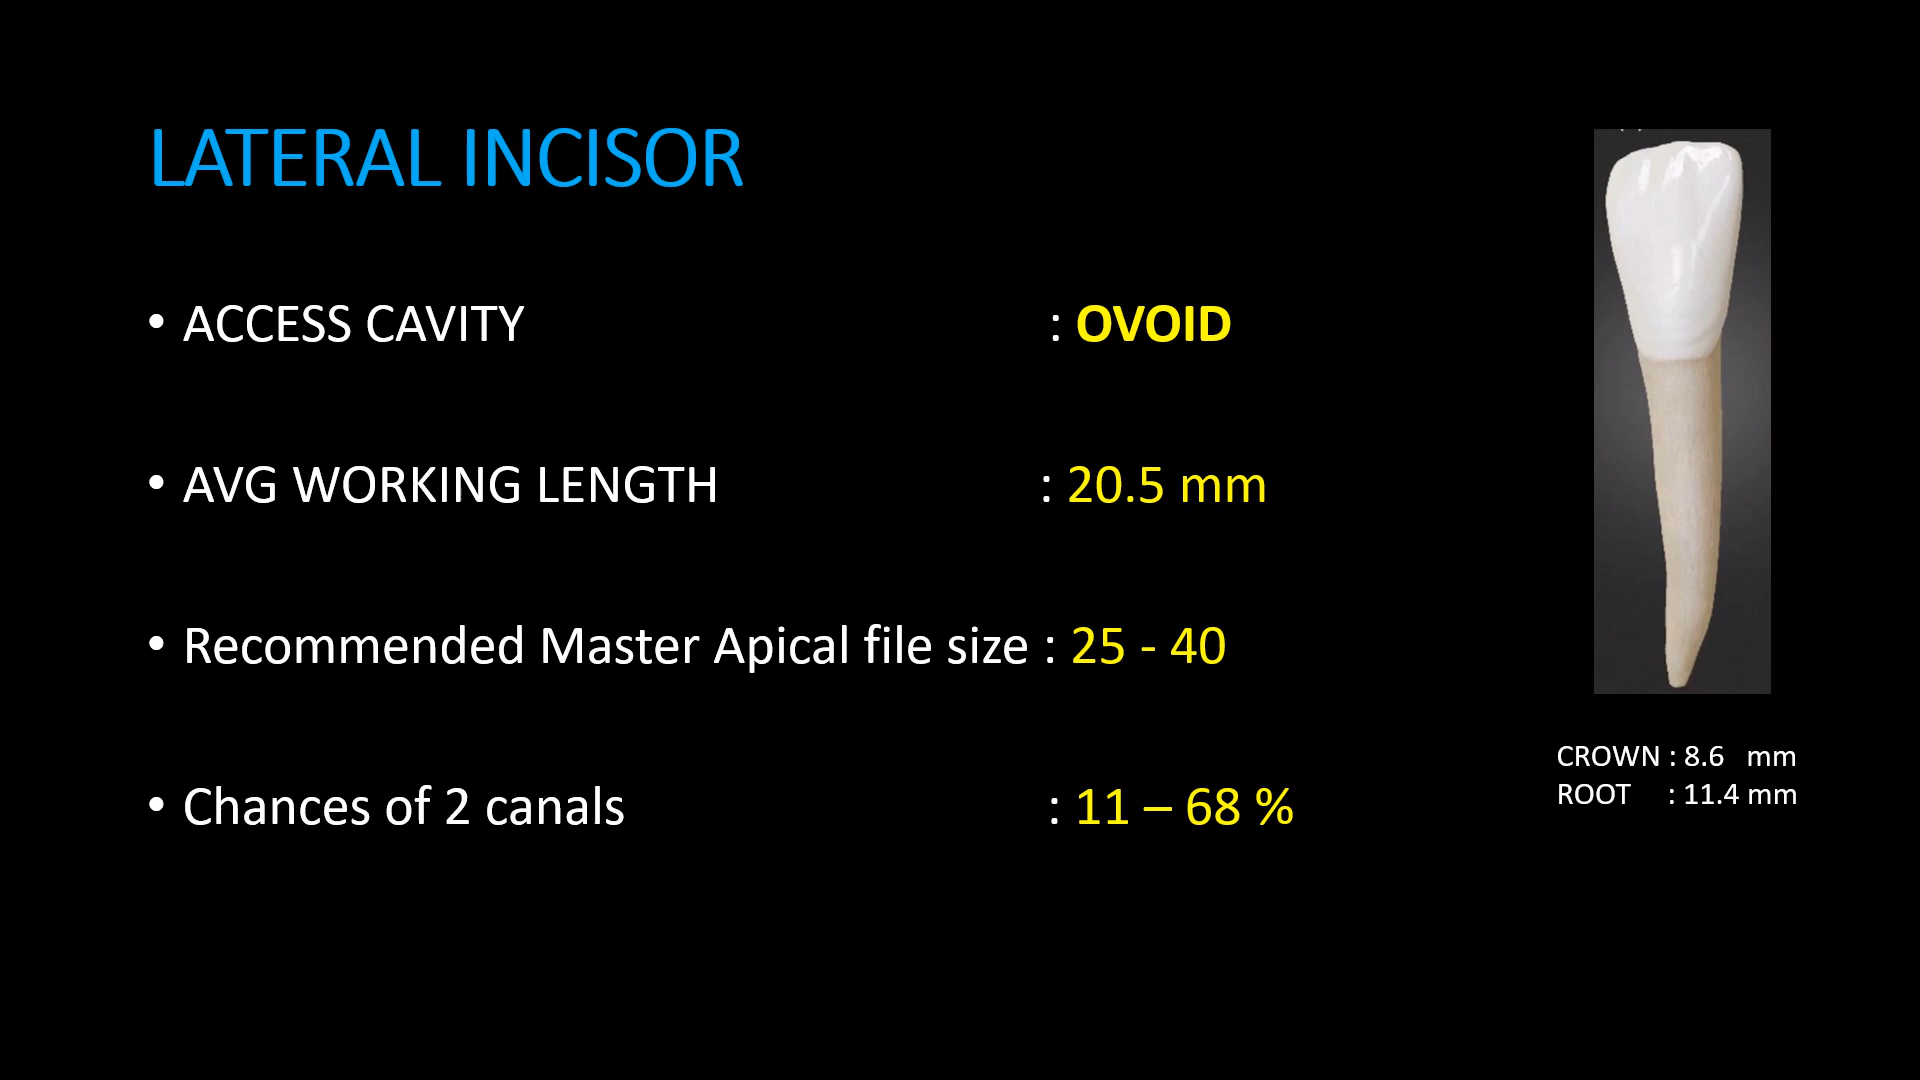 LATERAL INCISOR
• ACCESS CAVITY : OVOID
• AVG WORKING LENGTH : 20.5 mm
• Recommended Master Apical file size : 25 - 40
• Chances of 2 canals : 11 – 68 %
CROWN : 8.6 mm
ROOT : 11.4 mm